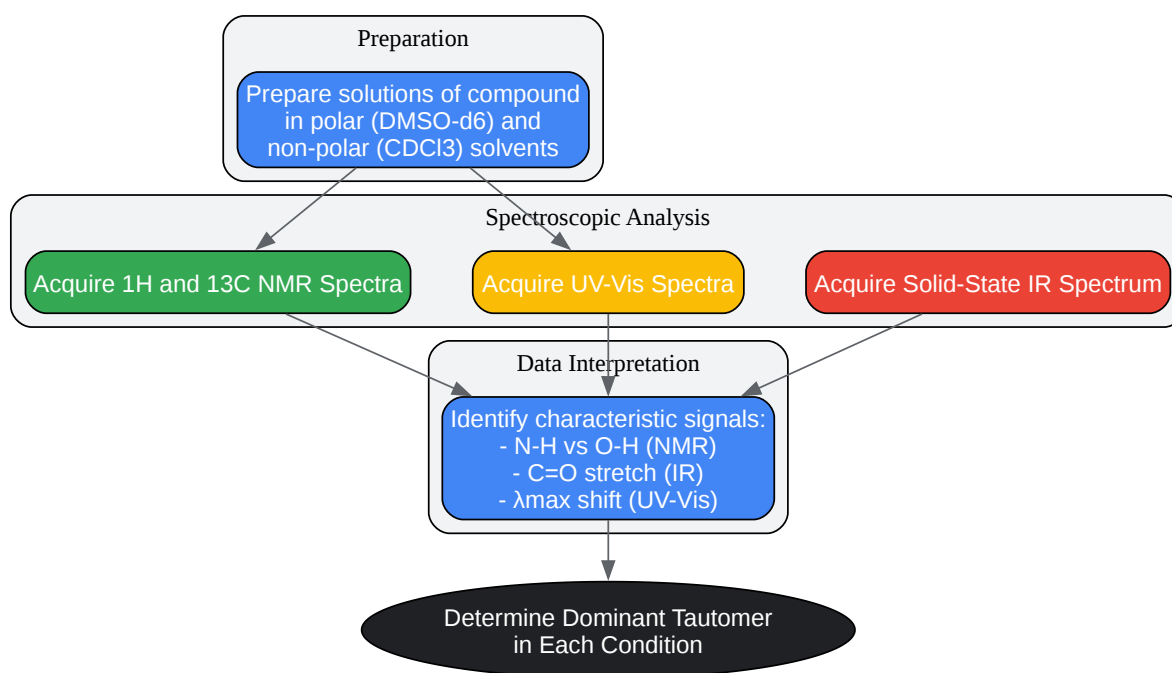 Preparation
Prepare solutions of compound
in polar (DMSO-d6) and
non-polar (CDCl3) solvents
Spectroscopic Analysis
Acquire 1H and 13C NMR Spectra
Acquire UV-Vis Spectra
Acquire Solid-State IR Spectrum
Data Interpretation
Identify characteristic signals:
- N-H vs O-H (NMR)
- C=O stretch (IR)
- λmax shift (UV-Vis)
Determine Dominant Tautomer
in Each Condition